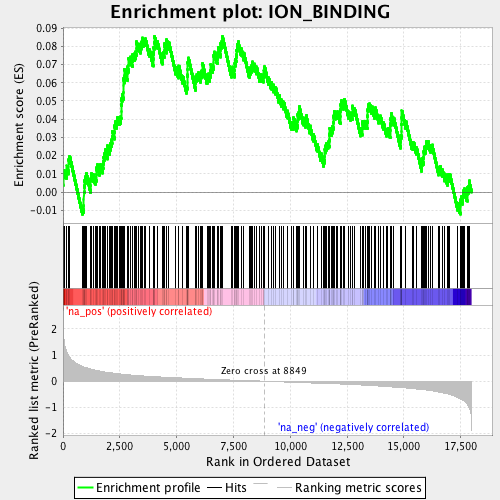 Enrichment plot: ION_BINDING
Enrichment score (ES)
0.09
0.08
0.07
0.06
0.05
0.04
0.03
0.02
0.01
0.00
-0.01
'na_pos' (positively correlated)
Ranked list metric (PreRanked)
2
1
0
-1
-2
Zero cross at 8849
'na_neg' (negatively correlated)
0
2,500
5,000
7,500
10,000
12,500
15,000
17,500
Rank in Ordered Dataset
Enrichment profile
Hits
Ranking metric scores